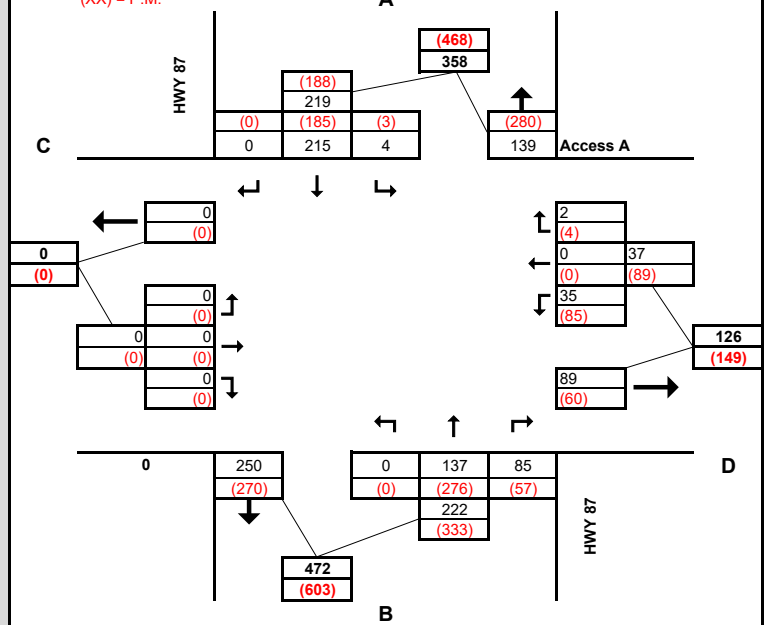 (XX) = P.M.
A
(468)
358
HWY 87
(188)
219
(0) (185) (3) (280)
0 215 4 139 Access A
C
0
(0)
2
(4)
0
(0)
0 37
(0) (89)
0
(0)
35
(85)
0 0
(0) (0)
126
(149)
0
(0)
89
(60)
0 250 0 137 85 D
(270) (0) (276) (57)
222
(333)
HWY 87
472
(603)
B